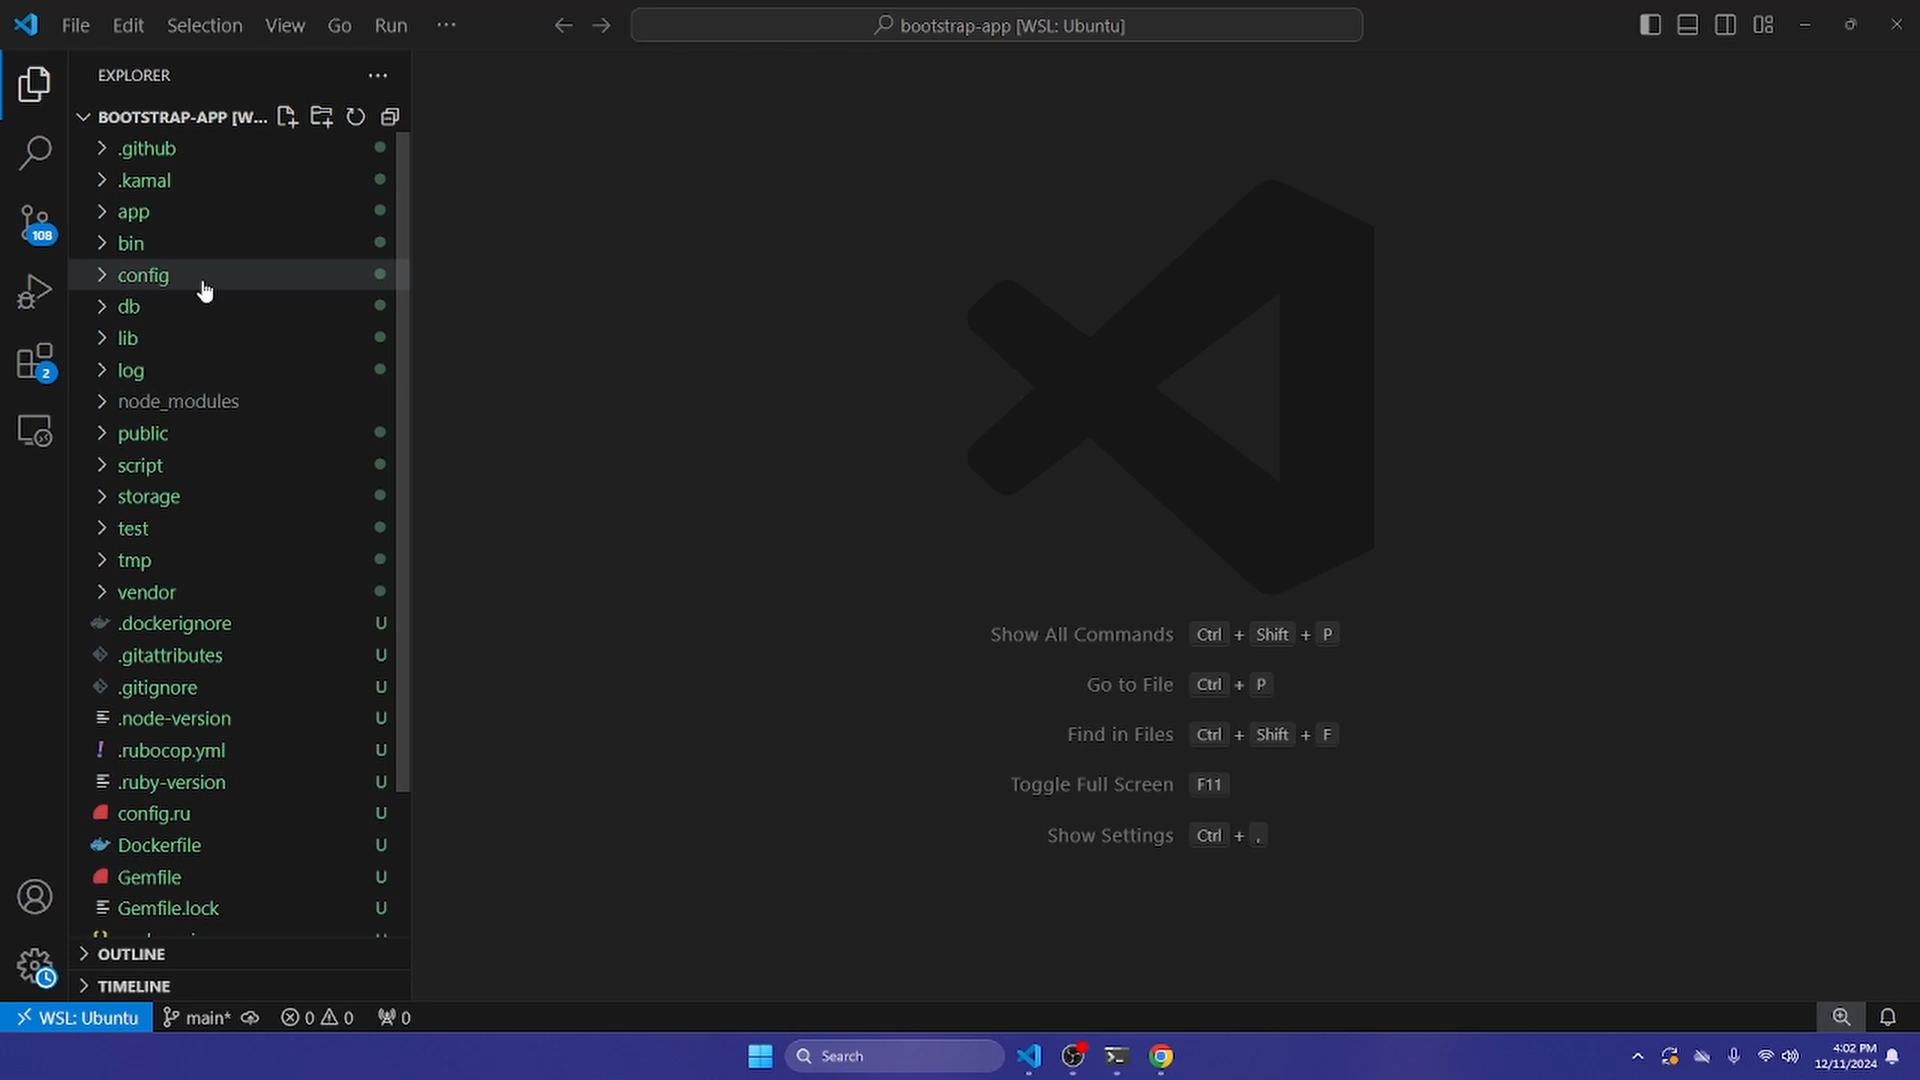 File Edit Selection View Go Run ···
bootstrap-app [WSL: Ubuntu]
EXPLORER
BOOTSTRAP-APP [W...
.github
.kamal
app
bin
config
db
lib
log
node_modules
public
script
storage
test
tmp
vendor
.dockerignore U
.gitattributes U
.gitignore U
.node-version U
.rubocop.yml U
.ruby-version U
config.ru U
Dockerfile U
Gemfile U
Gemfile.lock U
OUTLINE
TIMELINE
108
2
Show All Commands Ctrl + Shift + P
Go to File Ctrl + P
Find in Files Ctrl + Shift + F
Toggle Full Screen F11
Show Settings Ctrl + ,
WSL: Ubuntu main* 0 0 0
Search
4:02 PM
12/11/2024